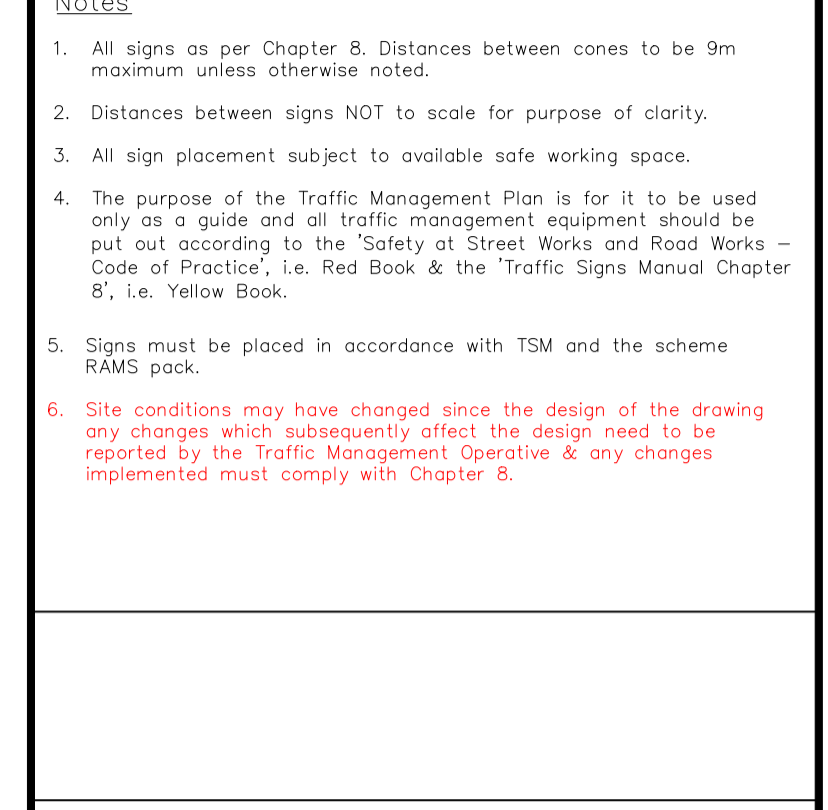 Notes
1. All signs as per Chapter 8. Distances between cones to be 9m
maximum unless otherwise noted.
2. Distances between signs NOT to scale for purpose of clarity.
3. All sign placement subject to available safe working space.
4. The purpose of the Traffic Management Plan is for it to be used
only as a guide and all traffic management equipment should be
put out according to the 'Safety at Street Works and Road Works –
Code of Practice', i.e. Red Book & the 'Traffic Signs Manual Chapter
8', i.e. Yellow Book.
5. Signs must be placed in accordance with TSM and the scheme
RAMS pack.
6. Site conditions may have changed since the design of the drawing
any changes which subsequently affect the design need to be
reported by the Traffic Management Operative & any changes
implemented must comply with Chapter 8.